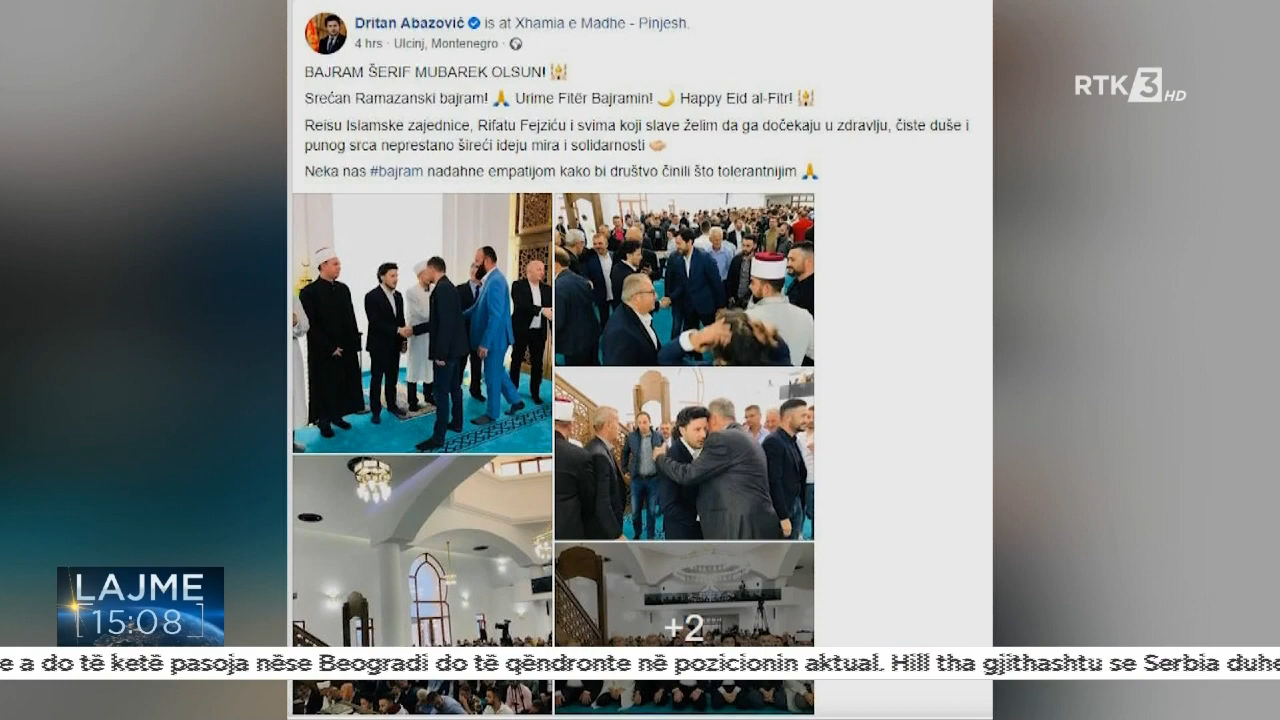 Dritan Abazović is at Xhamia e Madhe - Pinjesh.
4 hrs · Ulcinj, Montenegro ·
BAJRAM ŠERIF MUBAREK OLSUN! 🕌
Srećan Ramazanski bajram! 🙏 Urime Fitër Bajramin! 🌙 Happy Eid al-Fitr! 🕌
Reisu Islamske zajednice, Rifatu Fejziću i svima koji slave želim da ga dočekaju u zdravlju, čiste duše i
punog srca neprestano šireći ideju mira i solidarnosti 🤝
Neka nas #bajram nadahne empatijom kako bi društvo činili što tolerantnijim 🙏
RTK 3 HD
+2
LAJME
15:08
e a do të ketë pasoja nëse Beogradi do të qëndronte në pozicionin aktual. Hill tha gjithashtu se Serbia duhe